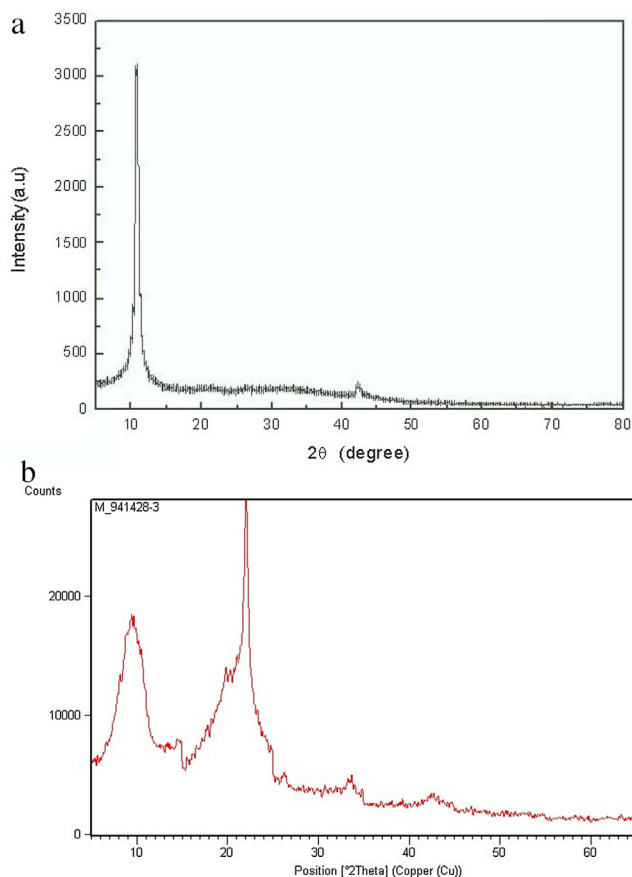 a
3500
3000
2500
2000
1500
1000
500
0
Intensity (a.u)
10 20 30 40 50 60 70 80
2θ (degree)
b
Counts
M_941428-3
20000
10000
0
10 20 30 40 50 60
Position [°2Theta] (Copper (Cu))